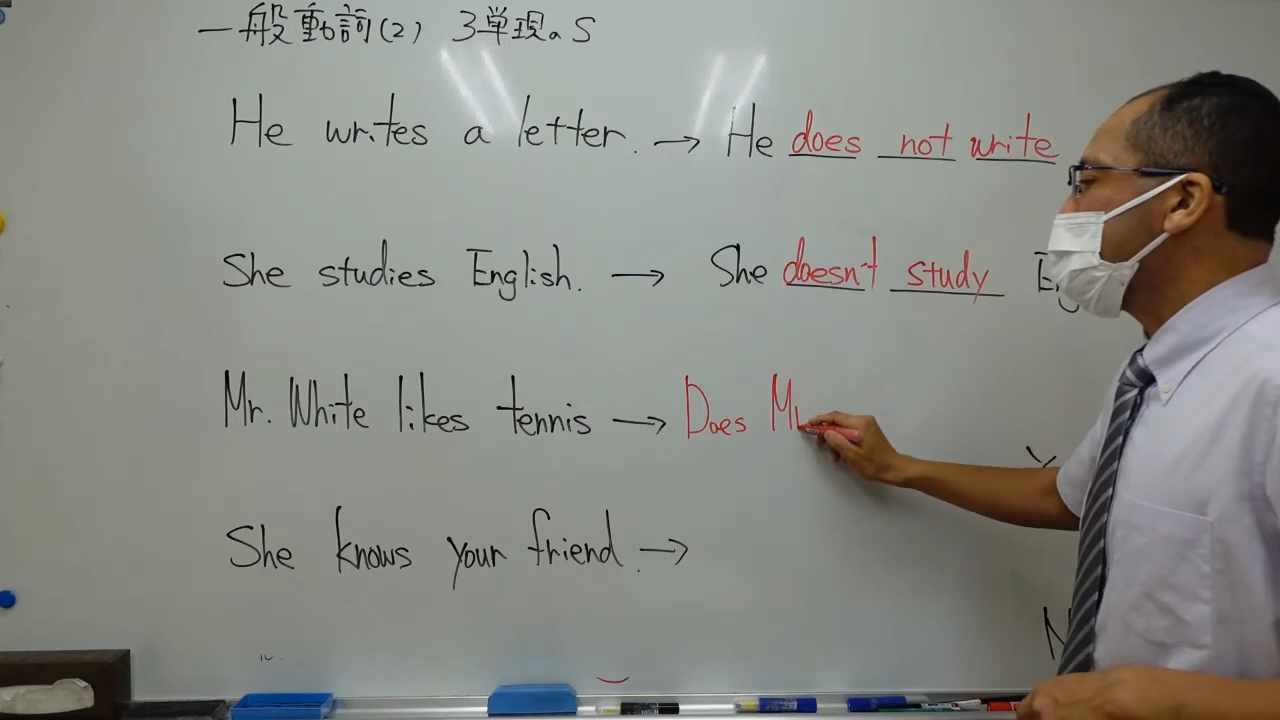 一般動詞(2) 3単現のS
He writes a letter. → He does not write
She studies English. → She doesn't study
Mr. White likes tennis → Does
She knows your friend. →